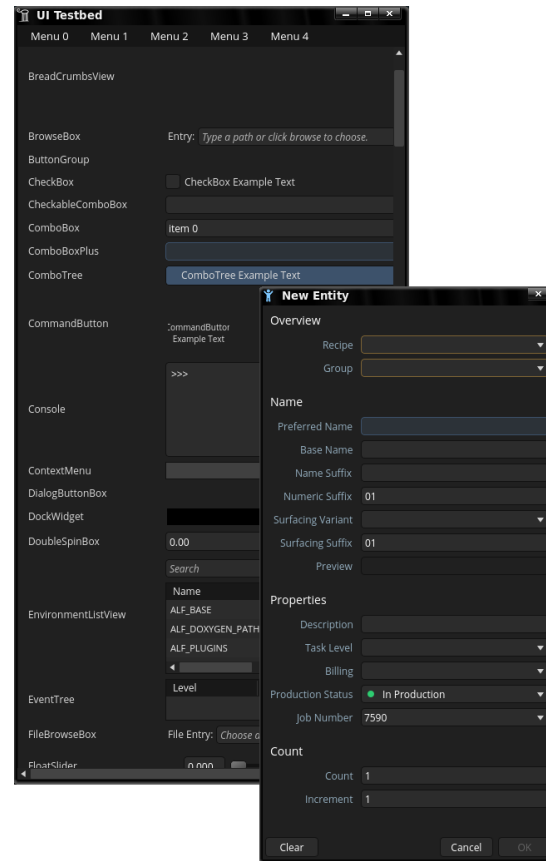 UI Testbed
Menu 0 Menu 1 Menu 2 Menu 3 Menu 4
BreadCrumbsView
BrowseBox Entry: Type a path or click browse to choose.
ButtonGroup
CheckBox CheckBox Example Text
CheckableComboBox
ComboBox item 0
ComboBoxPlus
ComboTree ComboTree Example Text
CommandButton CommandButton
Example Text
>>>
Console
ContextMenu
DialogButtonBox
DockWidget
DoubleSpinBox 0.00
Search
Name
ALF_BASE
EnvironmentListView
ALF_DOXYGEN_PATH
ALF_PLUGINS
Level
EventTree
FileBrowseBox File Entry: Choose a
FloatSlider 0.000
New Entity
Overview
Recipe
Group
Name
Preferred Name
Base Name
Name Suffix
Numeric Suffix 01
Surfacing Variant
Surfacing Suffix 01
Preview
Properties
Description
Task Level
Billing
Production Status In Production
Job Number 7590
Count
Count 1
Increment 1
Clear Cancel OK